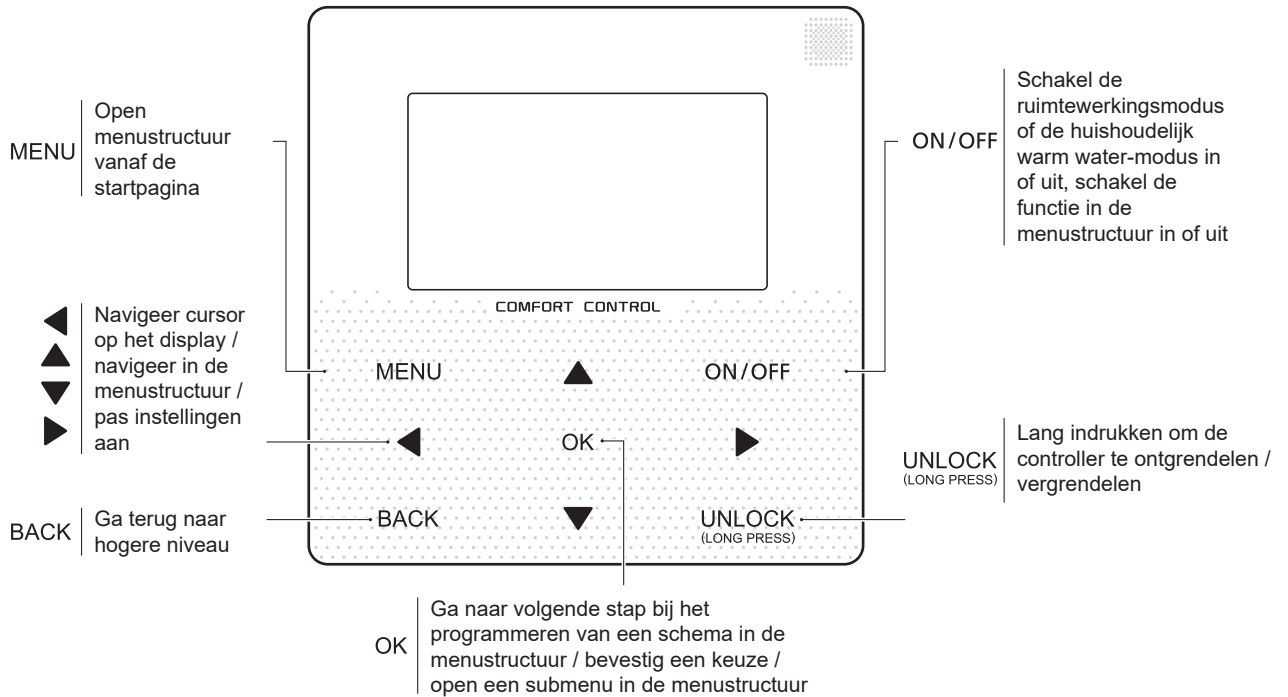 MENU
Open
menustructuur
vanaf de
startpagina
Navigeer cursor
op het display /
navigeer in de
menustructuur /
pas instellingen
aan
BACK
Ga terug naar
hogere niveau
COMFORT CONTROL
MENU
ON/OFF
OK
BACK
UNLOCK
(LONG PRESS)
ON/OFF
Schakel de
ruimtewerkingsmodus
of de huishoudelijk
warm water-modus in
of uit, schakel de
functie in de
menustructuur in of uit
UNLOCK
(LONG PRESS)
Lang indrukken om de
controller te ontgrendelen /
vergrendelen
OK
Ga naar volgende stap bij het
programmeren van een schema in de
menustructuur / bevestig een keuze /
open een submenu in de menustructuur